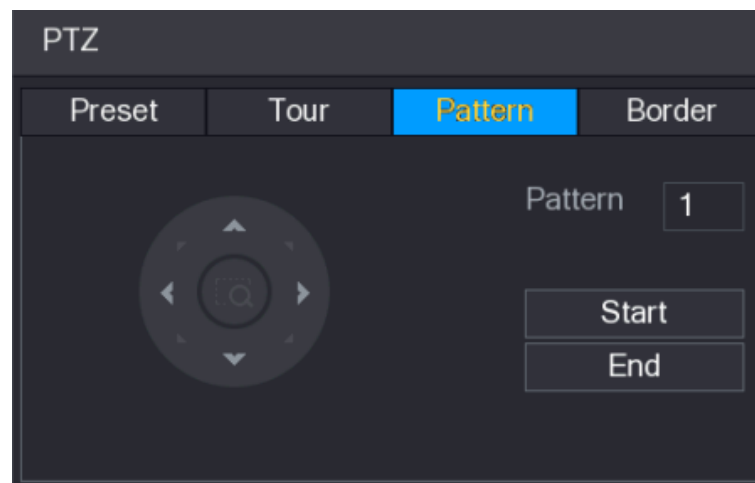 PTZ
Preset Tour Pattern Border
Pattern 1
Start
End